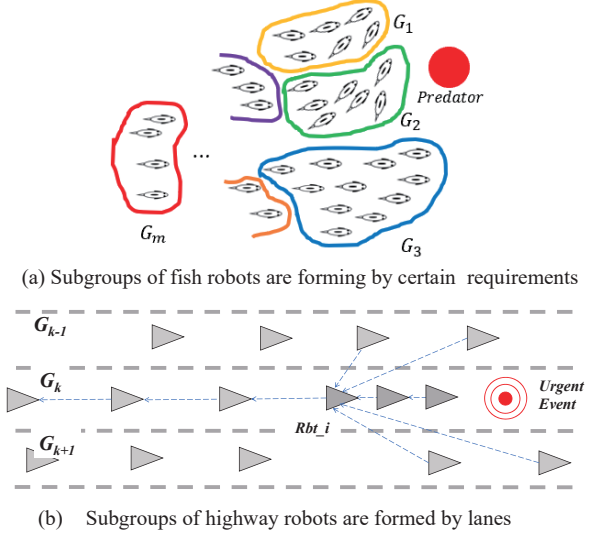 G1
Predator
G2
...
Gm
G3
(a) Subgroups of fish robots are forming by certain requirements
Gk-1
Gk
Urgent
Event
Rbt_i
Gk+1
(b) Subgroups of highway robots are formed by lanes